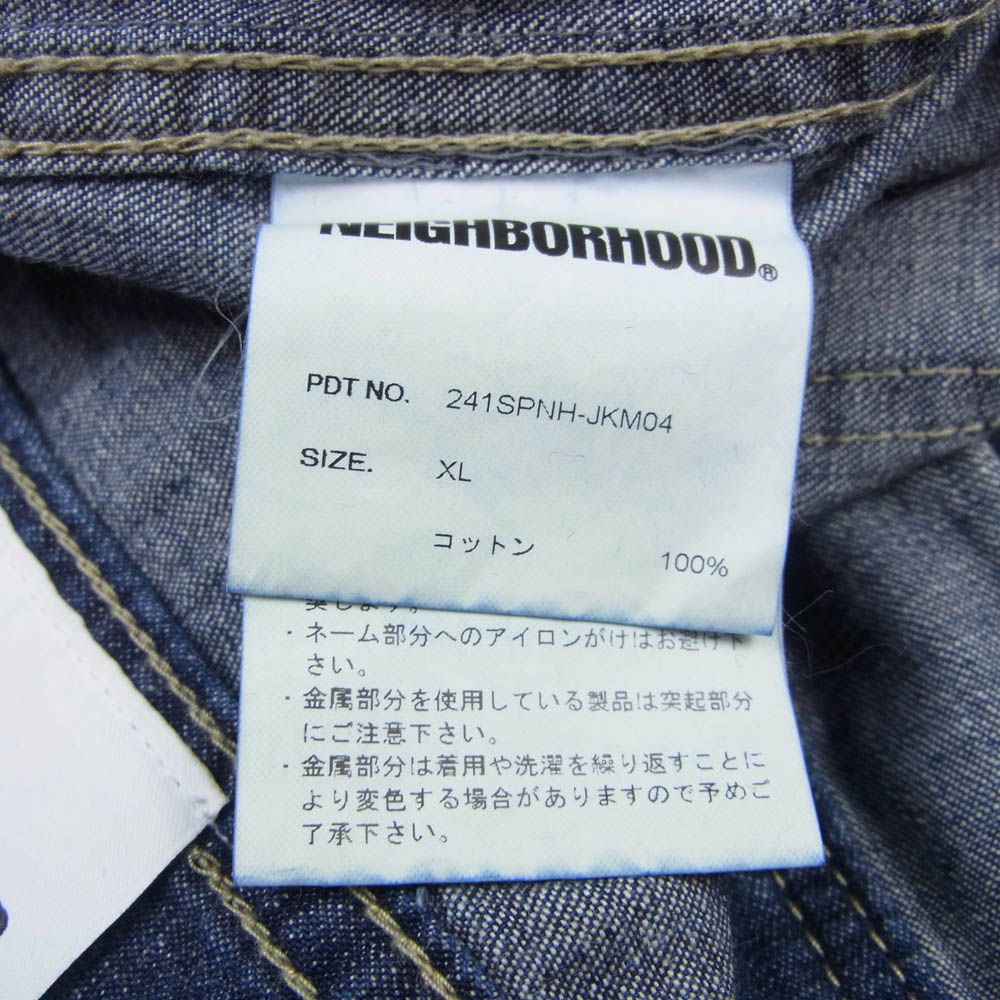 NEIGHBORHOOD®
PDT NO. 241SPNH-JKM04
SIZE. XL
コットン 100%
します。
・ネーム部分へのアイロンがけはお避け下
さい。
・金属部分を使用している製品は突起部分
にご注意下さい。
・金属部分は着用や洗濯を繰り返すことに
より変色する場合がありますので予めご
了承下さい。